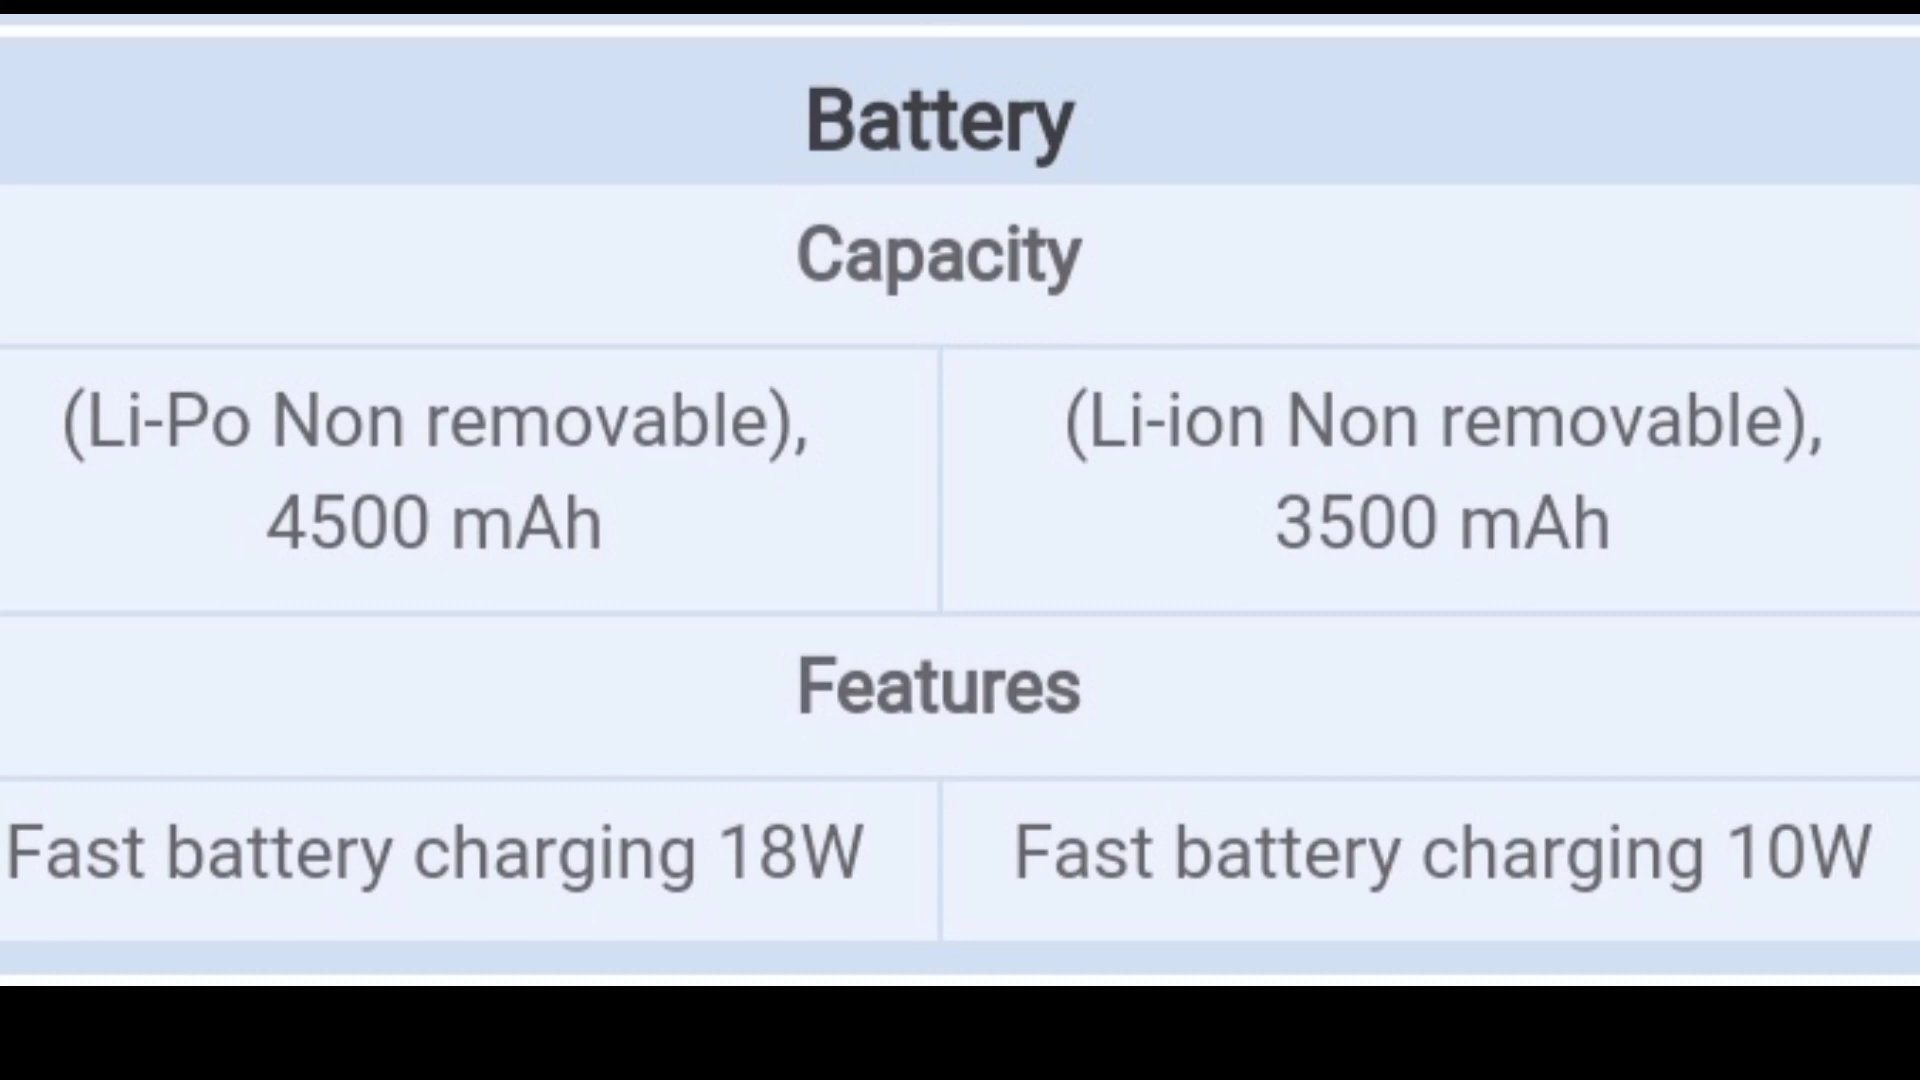 Battery
Capacity
(Li-Po Non removable),
4500 mAh
(Li-ion Non removable),
3500 mAh
Features
Fast battery charging 18W
Fast battery charging 10W